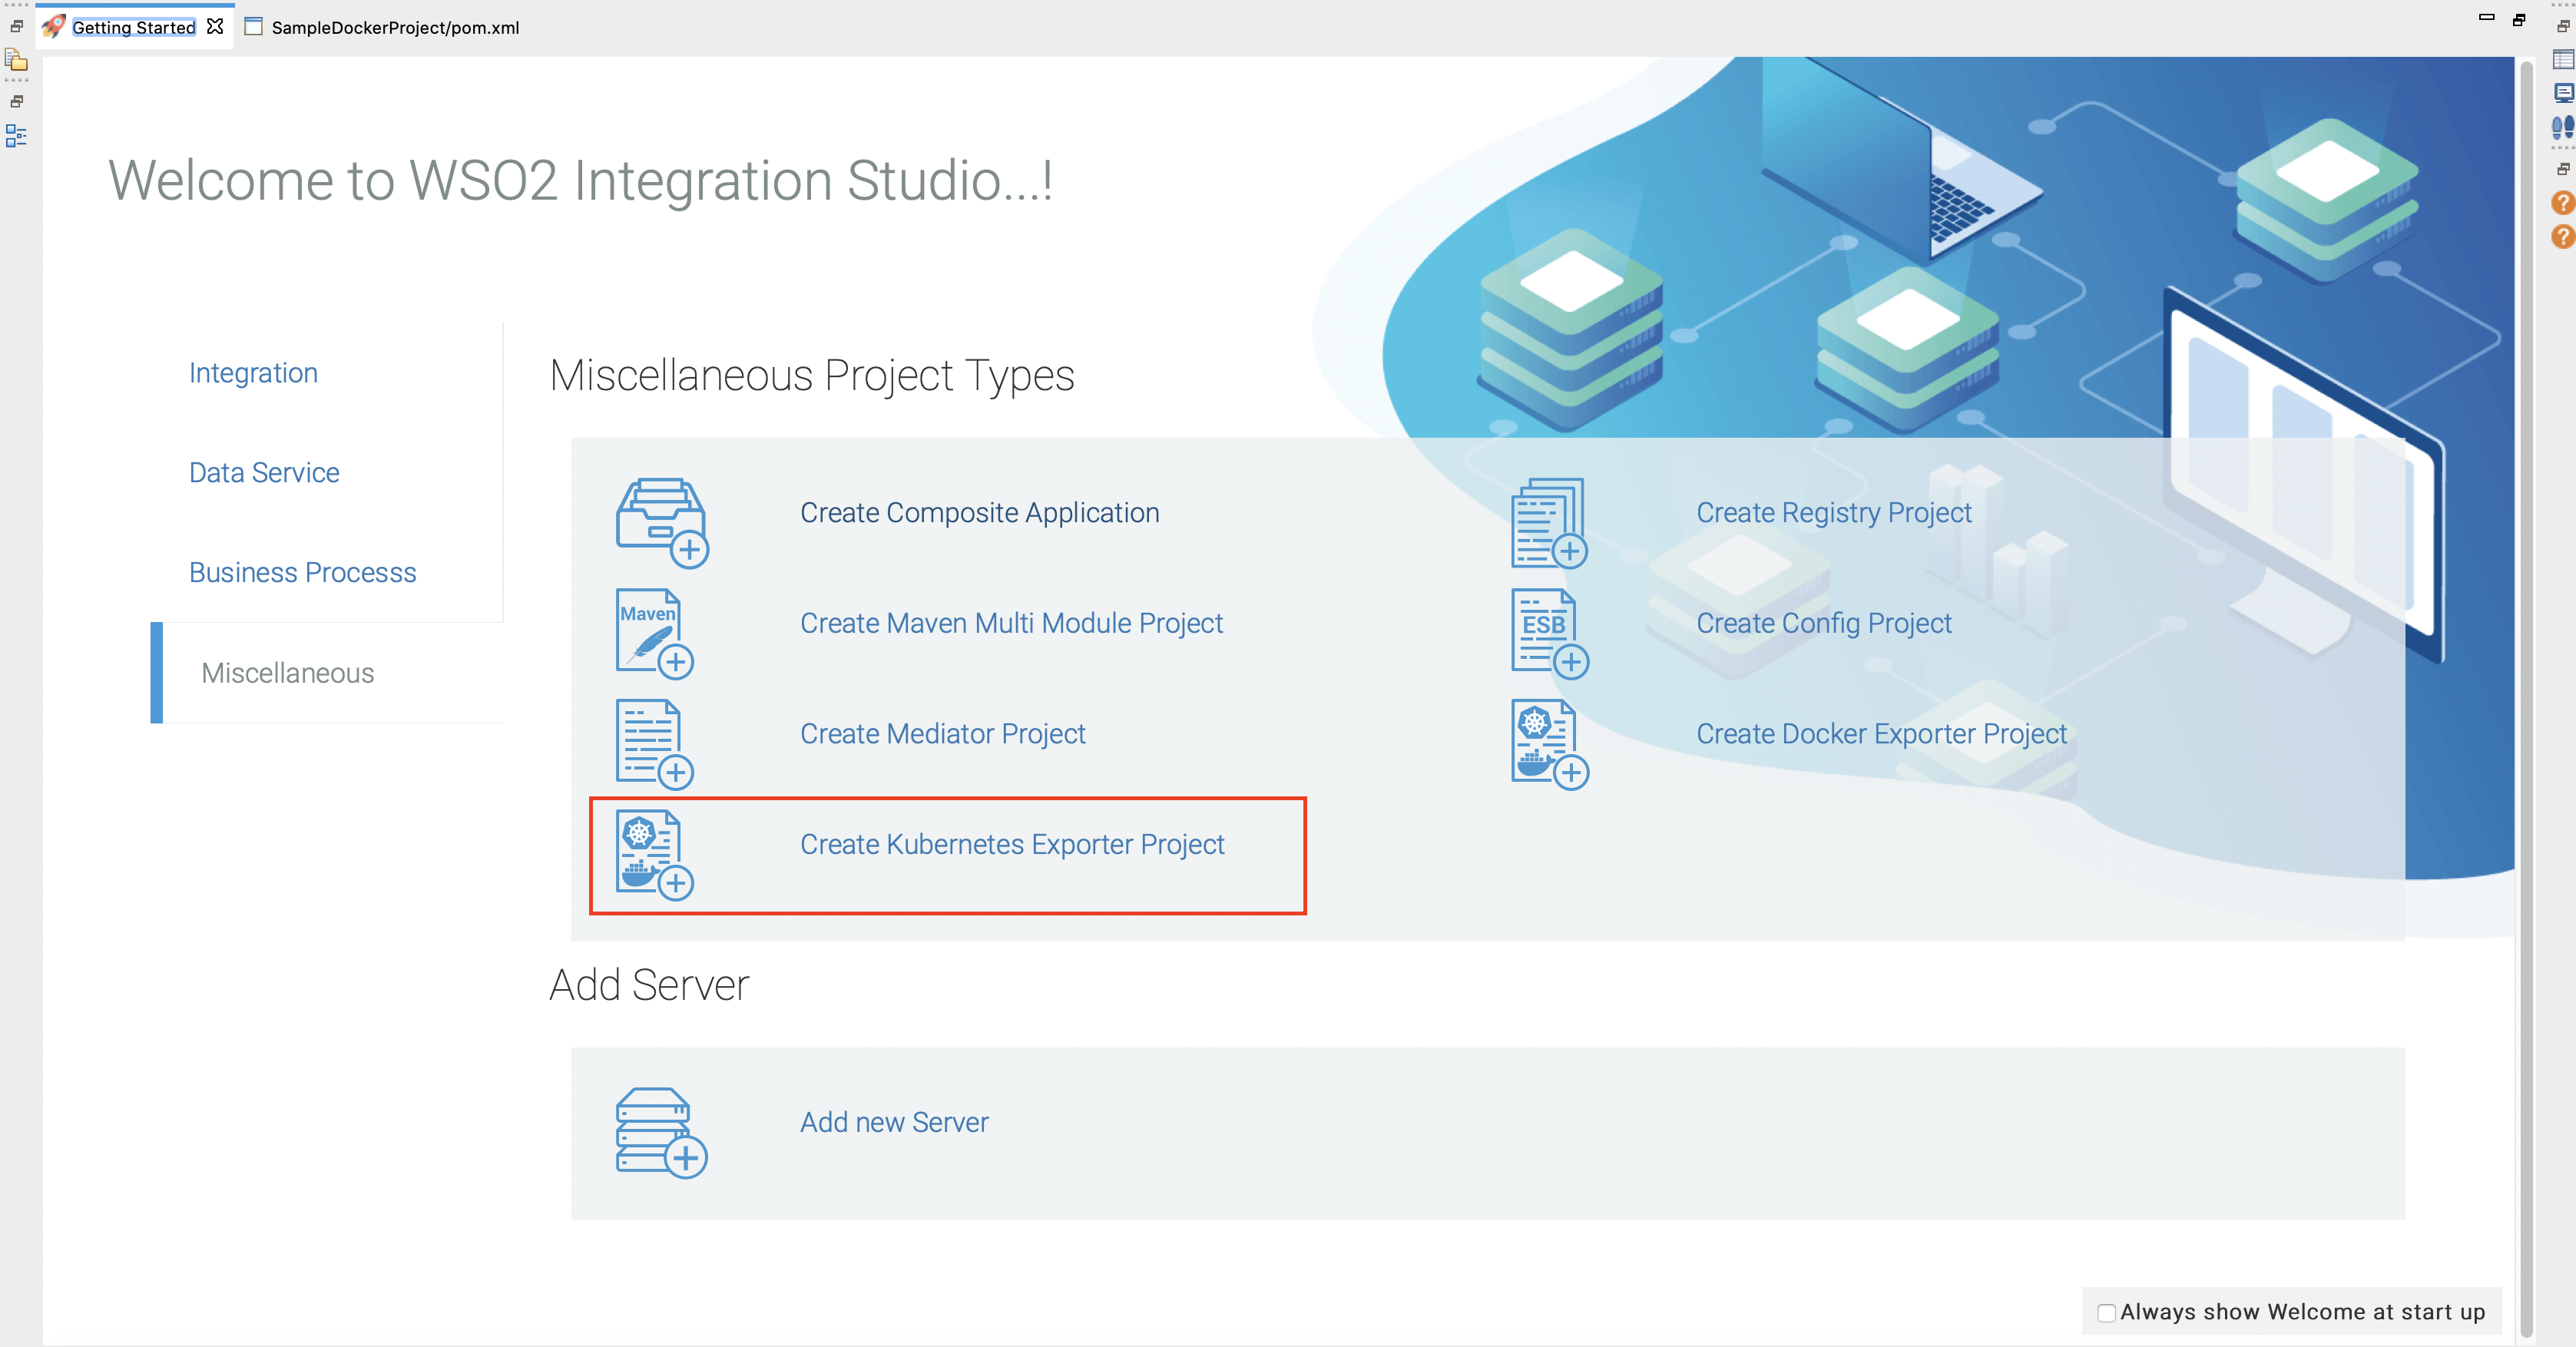 Getting Started
SampleDockerProject/pom.xml
Welcome to WSO2 Integration Studio...!
Integration
Data Service
Business Processs
Miscellaneous
Miscellaneous Project Types
Create Composite Application
Create Registry Project
Maven
Create Maven Multi Module Project
ESB
Create Config Project
Create Mediator Project
Create Docker Exporter Project
Create Kubernetes Exporter Project
Add Server
Add new Server
Always show Welcome at start up